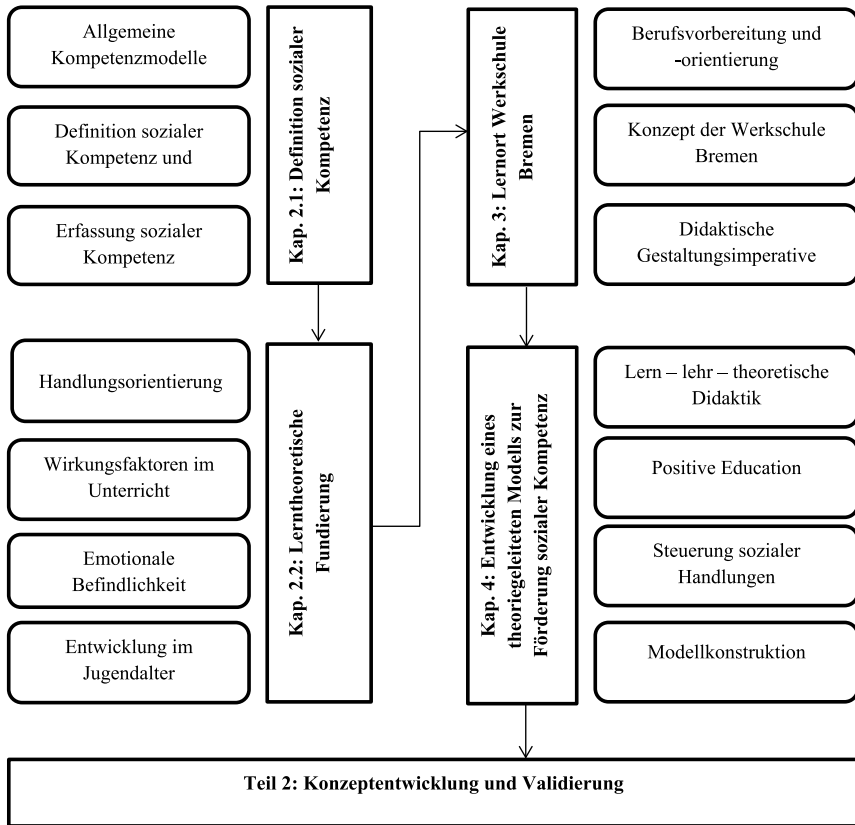 Allgemeine
Kompetenzmodelle
Definition sozialer
Kompetenz und
Erfassung sozialer
Kompetenz
Kap. 2.1: Definition sozialer
Kompetenz
Handlungsorientierung
Wirkungsfaktoren im
Unterricht
Emotionale
Befindlichkeit
Entwicklung im
Jugendalter
Kap. 2.2: Lerntheoretische
Fundierung
Kap. 3: Lernort Werkschule
Bremen
Berufsvorbereitung und
-orientierung
Konzept der Werkschule
Bremen
Didaktische
Gestaltungsimperative
Kap. 4: Entwicklung eines
theoriegeleiteten Modells zur
Förderung sozialer Kompetenz
Lern – lehr – theoretische
Didaktik
Positive Education
Steuerung sozialer
Handlungen
Modellkonstruktion
Teil 2: Konzeptentwicklung und Validierung